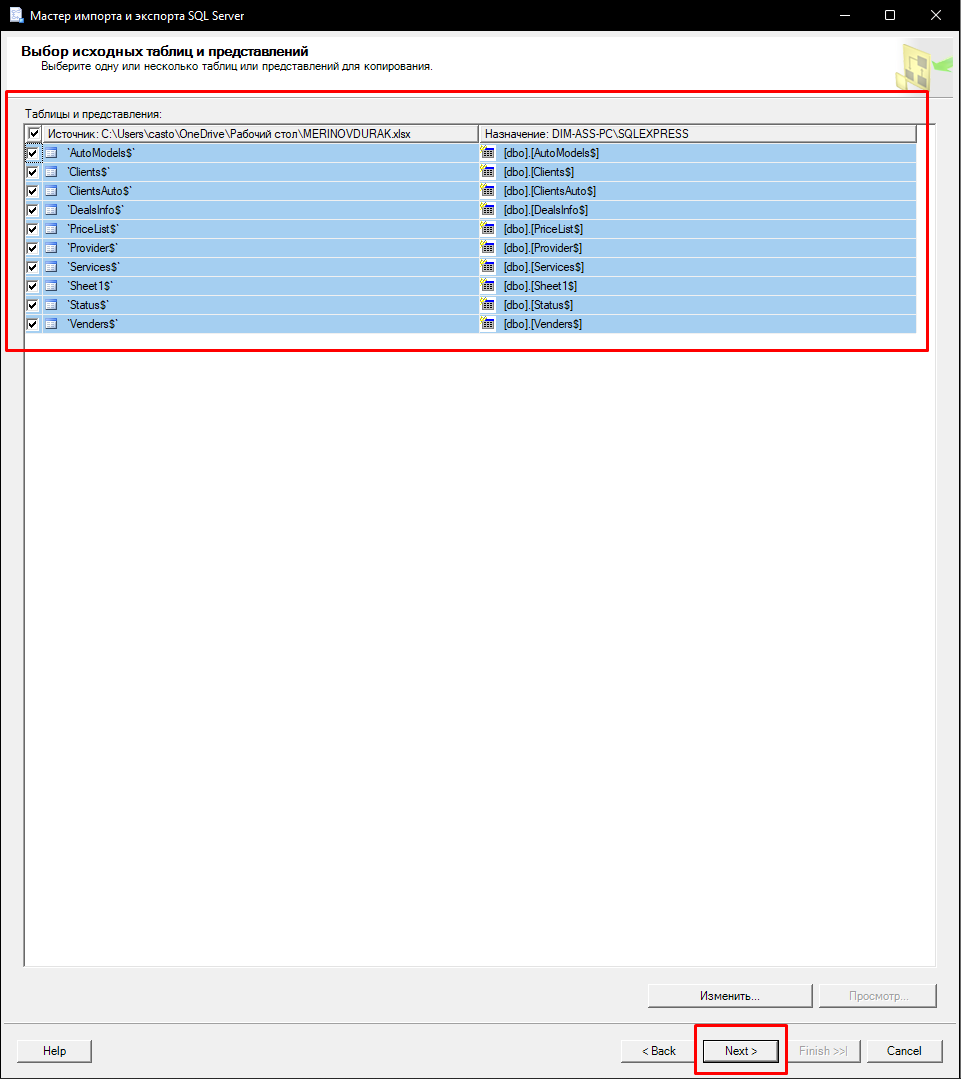 Мастер импорта и экспорта SQL Server
Выбор исходных таблиц и представлений
Выберите одну или несколько таблиц или представлений для копирования.
Таблицы и представления:
Источник: C:\Users\casto\OneDrive\Рабочий стол\MERINOVDURAK.xlsx Назначение: DIM-ASS-PC\SQLEXPRESS
`AutoModels$` [dbo].[AutoModels$]
`Clients$` [dbo].[Clients$]
`ClientsAuto$` [dbo].[ClientsAuto$]
`DealsInfo$` [dbo].[DealsInfo$]
`PriceList$` [dbo].[PriceList$]
`Provider$` [dbo].[Provider$]
`Services$` [dbo].[Services$]
`Sheet1$` [dbo].[Sheet1$]
`Status$` [dbo].[Status$]
`Venders$` [dbo].[Venders$]
Изменить... Просмотр...
Help < Back Next > Finish >>| Cancel